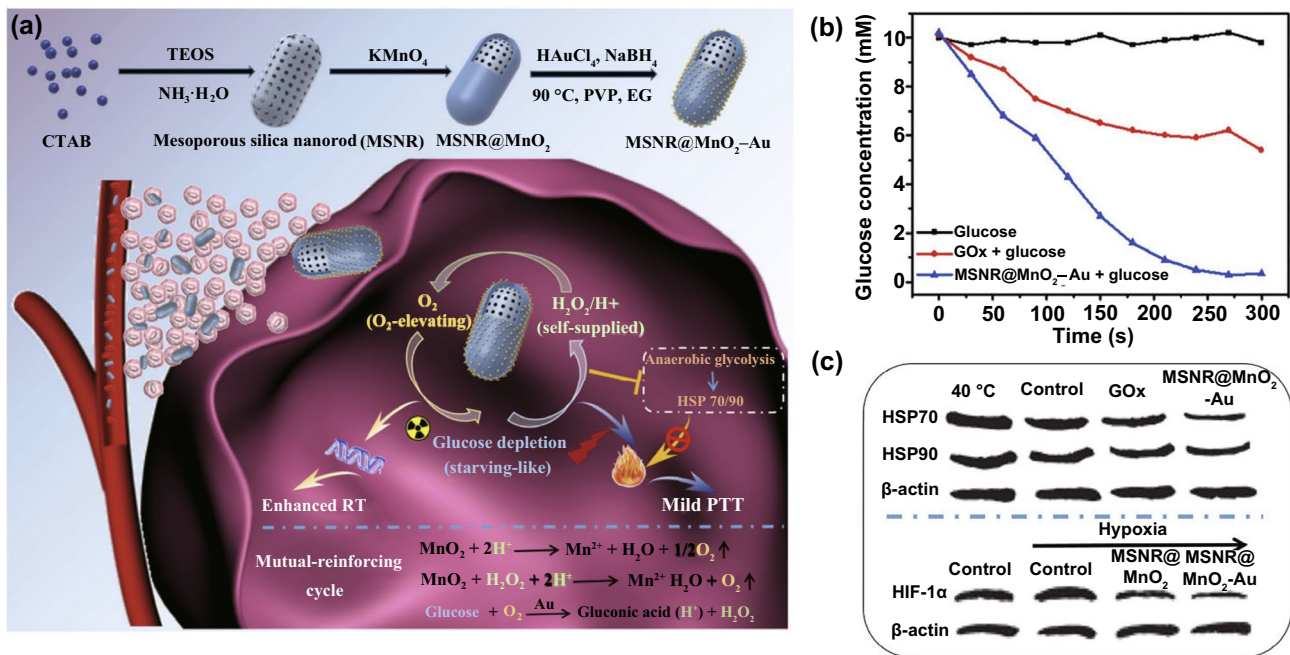 (a)
TEOS
NH₃·H₂O
KMnO₄
HAuCl₄, NaBH₄
90 °C, PVP, EG
CTAB
Mesoporous silica nanorod (MSNR)
MSNR@MnO₂
MSNR@MnO₂–Au
O₂
(O₂-elevating)
H₂O₂/H+
(self-supplied)
Anaerobic glycolysis
HSP 70/90
Glucose depletion
(starving-like)
Enhanced RT
Mild PTT
Mutual-reinforcing
cycle
MnO₂ + 2H⁺ → Mn²⁺ + H₂O + 1/2O₂ ↑
MnO₂ + H₂O₂ + 2H⁺ → Mn²⁺ H₂O + O₂ ↑
Au
Glucose + O₂ → Gluconic acid (H⁺) + H₂O₂
(b)
Glucose concentration (mM)
10
8
6
4
2
0
Glucose
GOx + glucose
MSNR@MnO₂–Au + glucose
0 50 100 150 200 250 300
Time (s)
(c)
40 °C Control GOx MSNR@MnO₂
-Au
HSP70
HSP90
β-actin
Hypoxia
Control Control MSNR@ MSNR@
MnO₂ MnO₂-Au
HIF-1α
β-actin